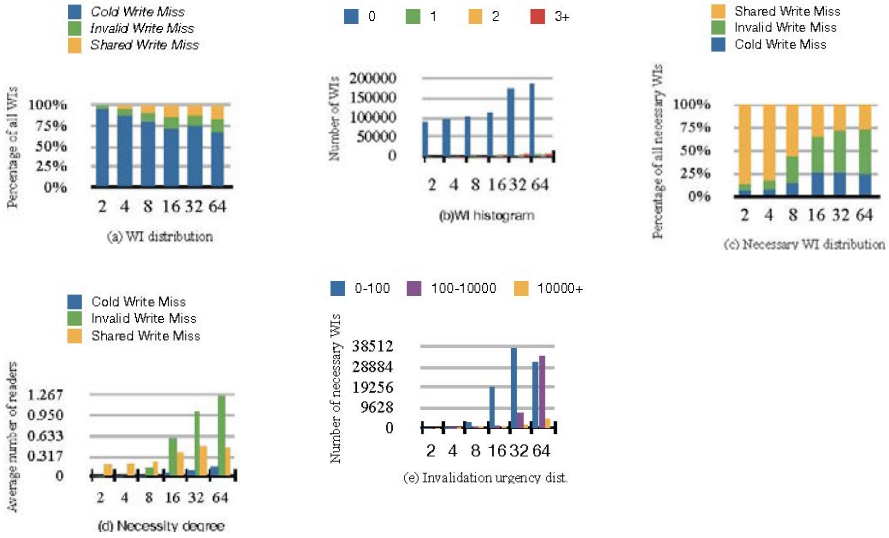 Cold Write Miss
Invalid Write Miss
Shared Write Miss
Percentage of all WIs
100%
75%
50%
25%
0%
2 4 8 16 32 64
(a) WI distribution
0 1 2 3+
Number of WIs
200000
150000
100000
50000
0
2 4 8 16 32 64
(b)WI histogram
Shared Write Miss
Invalid Write Miss
Cold Write Miss
Percentage of all necessary WIs
100%
75%
50%
25%
0%
2 4 8 16 32 64
(c) Necessary WI distribution
Cold Write Miss
Invalid Write Miss
Shared Write Miss
Average number of readers
1.267
0.950
0.633
0.317
0
2 4 8 16 32 64
(d) Necessity degree
0-100 100-10000 10000+
Number of necessary WIs
38512
28884
19256
9628
0
2 4 8 16 32 64
(e) Invalidation urgency dist.